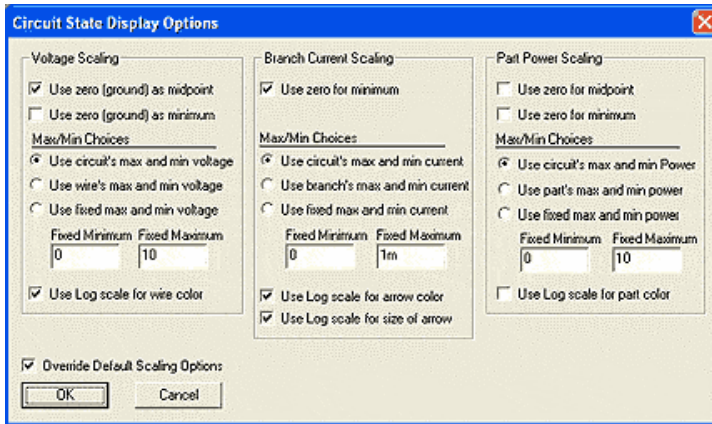 Circuit State Display Options
Voltage Scaling
Use zero (ground) as midpoint
Use zero (ground) as minimum
Max/Min Choices
Use circuit's max and min voltage
Use wire's max and min voltage
Use fixed max and min voltage
Fixed Minimum Fixed Maximum
0 10
Use Log scale for wire color
Branch Current Scaling
Use zero for minimum
Max/Min Choices
Use circuit's max and min current
Use branch's max and min current
Use fixed max and min current
Fixed Minimum Fixed Maximum
0 1m
Use Log scale for arrow color
Use Log scale for size of arrow
Part Power Scaling
Use zero for midpoint
Use zero for minimum
Max/Min Choices
Use circuit's max and min Power
Use part's max and min power
Use fixed max and min power
Fixed Minimum Fixed Maximum
0 10
Use Log scale for part color
Override Default Scaling Options
OK Cancel